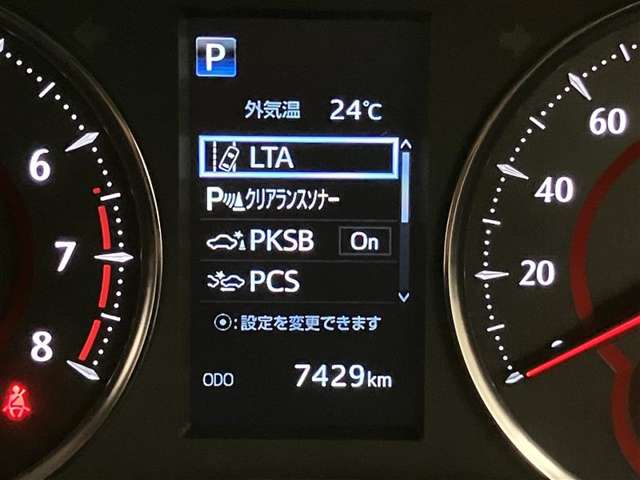 P
外気温 24℃
LTA
Pクリアランスソナー
PKSB On
PCS
:設定を変更できます
ODO 7429km
6
7
8
60
40
20